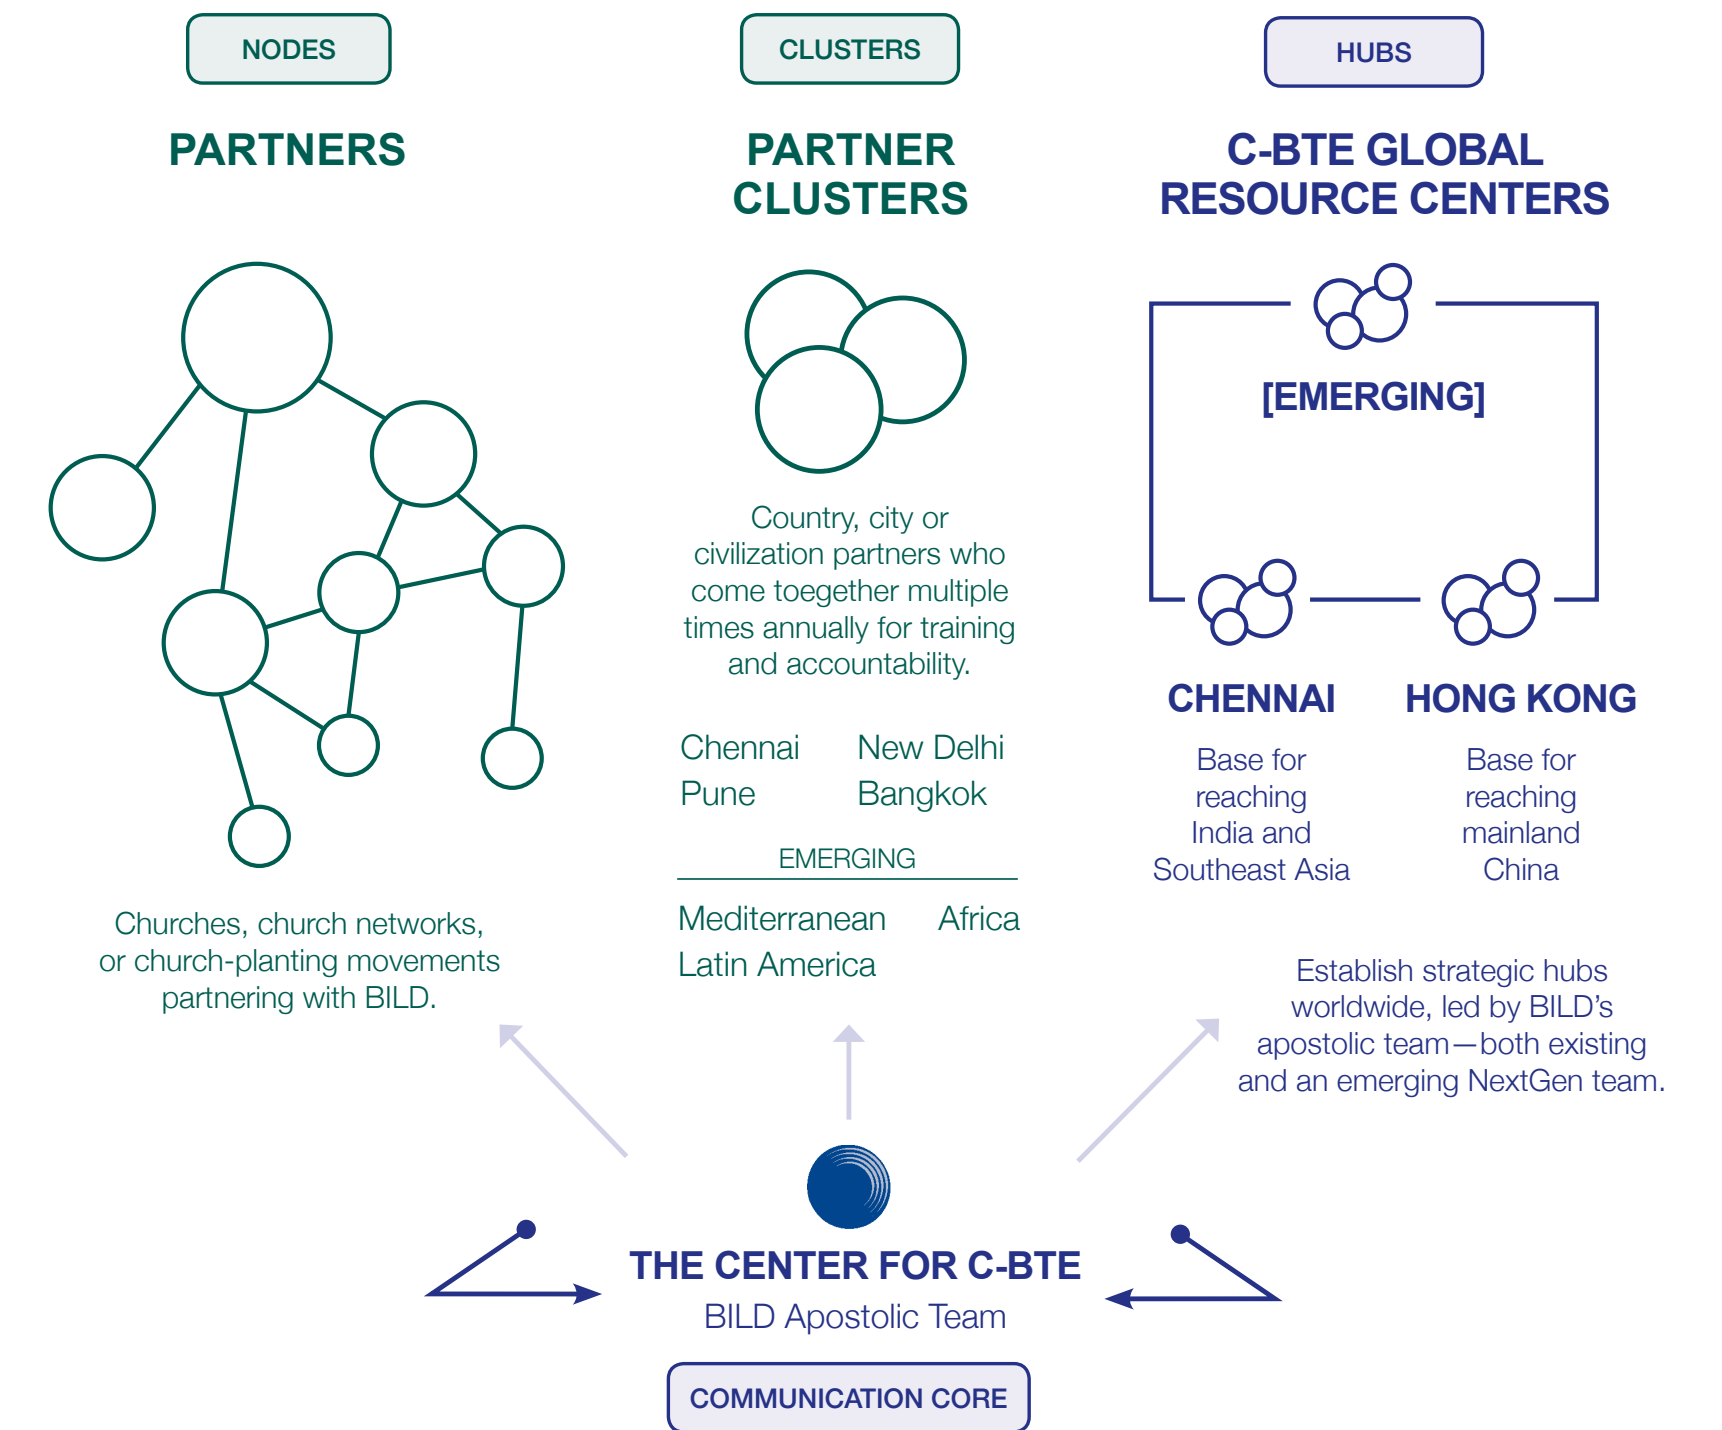 NODES
PARTNERS
Churches, church networks,
or church-planting movements
partnering with BILD.
CLUSTERS
PARTNER
CLUSTERS
Country, city or
civilization partners who
come toegether multiple
times annually for training
and accountability.
Chennai New Delhi
Pune Bangkok
EMERGING
Mediterranean Africa
Latin America
HUBS
C-BTE GLOBAL
RESOURCE CENTERS
[EMERGING]
CHENNAI
Base for
reaching
India and
Southeast Asia
HONG KONG
Base for
reaching
mainland
China
Establish strategic hubs
worldwide, led by BILD’s
apostolic team—both existing
and an emerging NextGen team.
THE CENTER FOR C-BTE
BILD Apostolic Team
COMMUNICATION CORE